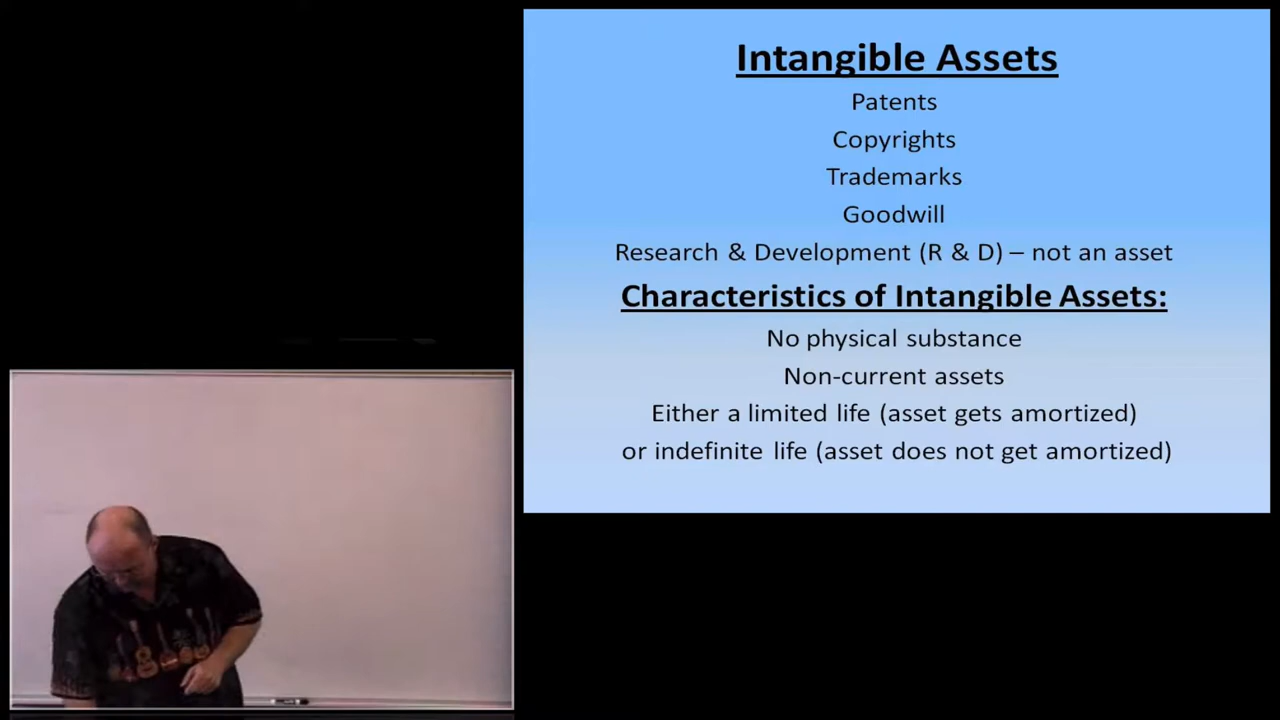 Intangible Assets
Patents
Copyrights
Trademarks
Goodwill
Research & Development (R & D) – not an asset
Characteristics of Intangible Assets:
No physical substance
Non-current assets
Either a limited life (asset gets amortized)
or indefinite life (asset does not get amortized)